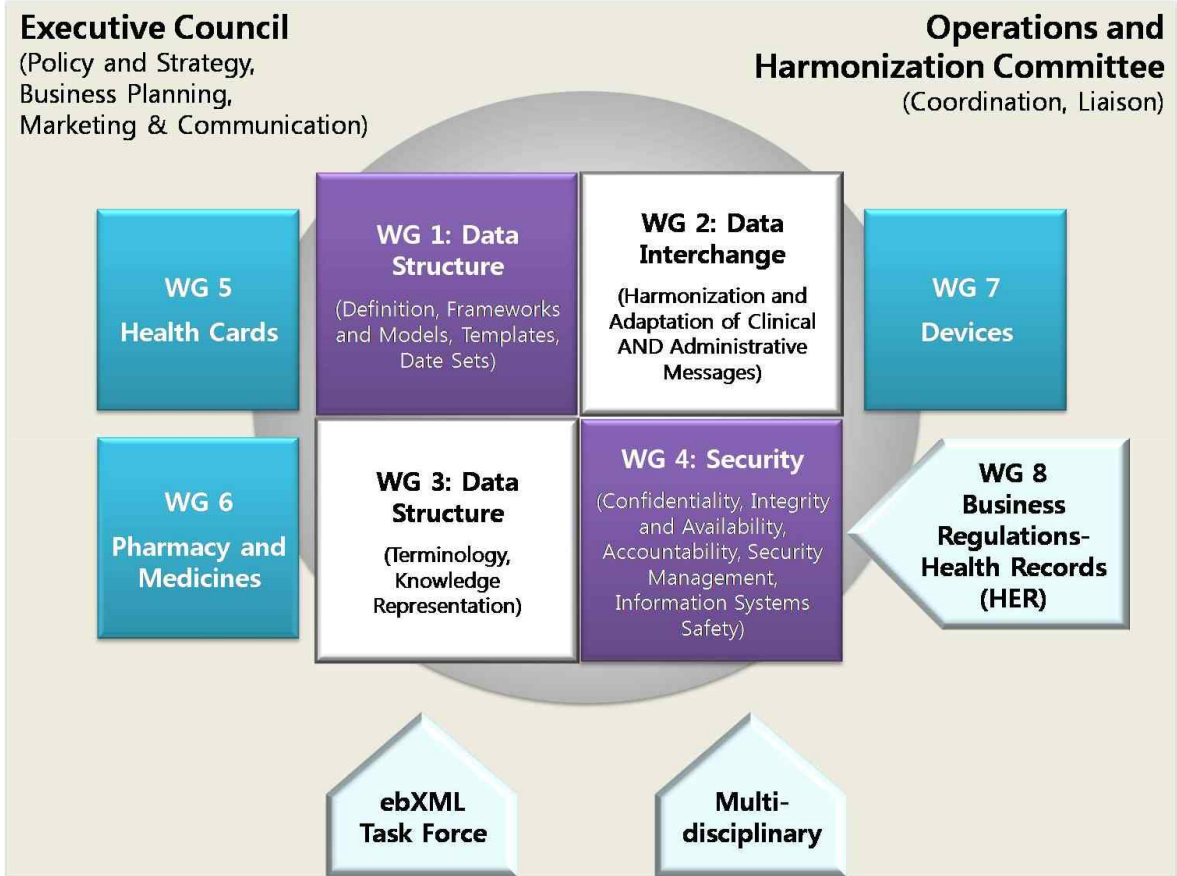 Executive Council
(Policy and Strategy,
Business Planning,
Marketing & Communication)
Operations and
Harmonization Committee
(Coordination, Liaison)
WG 5
Health Cards
WG 1: Data
Structure
(Definition, Frameworks
and Models, Templates,
Date Sets)
WG 2: Data
Interchange
(Harmonization and
Adaptation of Clinical
AND Administrative
Messages)
WG 7
Devices
WG 6
Pharmacy and
Medicines
WG 3: Data
Structure
(Terminology,
Knowledge
Representation)
WG 4: Security
(Confidentiality, Integrity
and Availability,
Accountability, Security
Management,
Information Systems
Safety)
WG 8
Business
Regulations-
Health Records
(HER)
ebXML
Task Force
Multi-
disciplinary